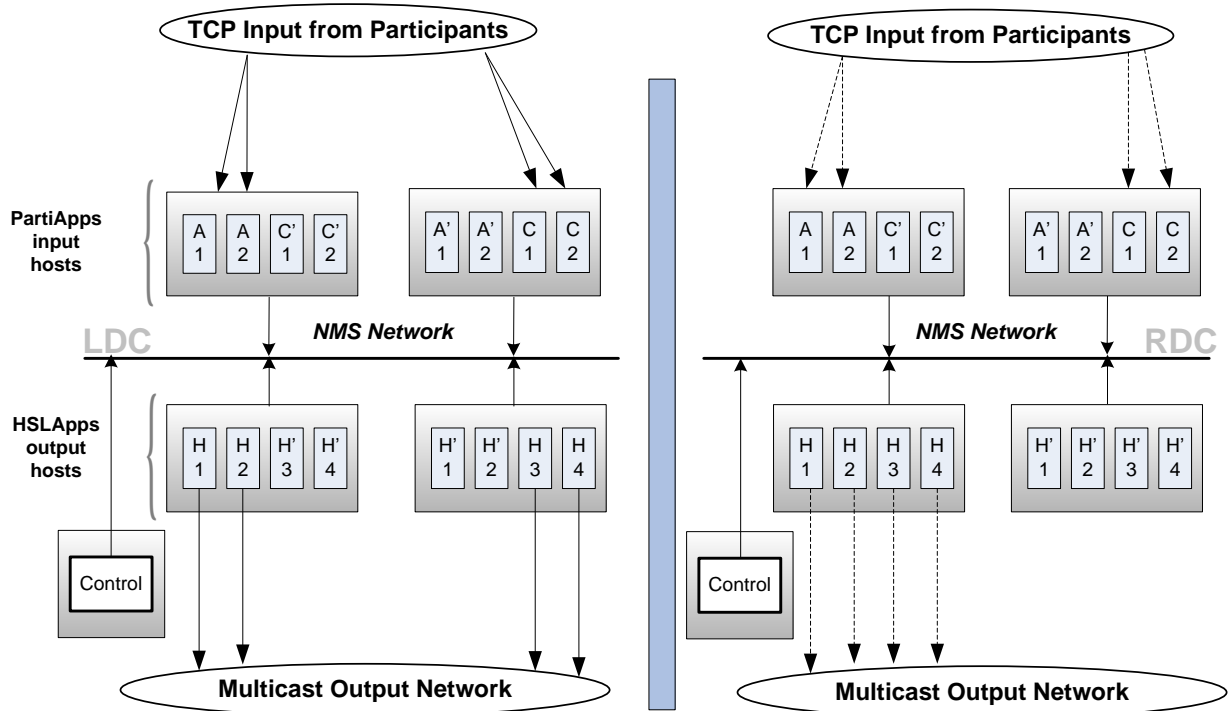 TCP Input from Participants
PartiApps
input
hosts
A
1
A
2
C'
1
C'
2
A'
1
A'
2
C
1
C
2
NMS Network
LDC
HSLApps
output
hosts
H
1
H
2
H'
3
H'
4
H'
1
H'
2
H
3
H
4
Control
Multicast Output Network
TCP Input from Participants
A
1
A
2
C'
1
C'
2
A'
1
A'
2
C
1
C
2
NMS Network
RDC
H
1
H
2
H
3
H
4
H'
1
H'
2
H'
3
H'
4
Control
Multicast Output Network